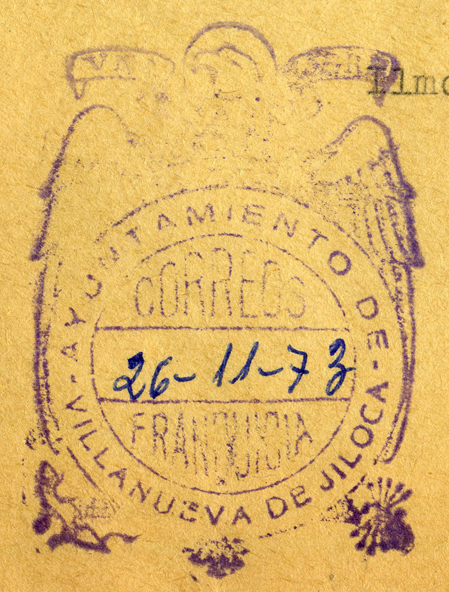 Ilmo
AYUNTAMIENTO DE
CORREOS
26-11-73
FRANQUICIA
VILLANUEVA DE JILOCA